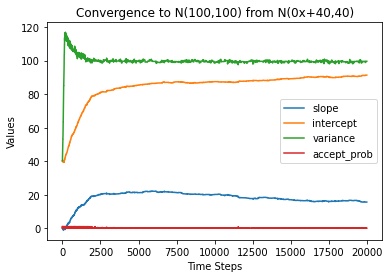 Convergence to N(100,100) from N(0x+40,40)
120
100
80
60
40
20
0
Values
slope
intercept
variance
accept_prob
0 2500 5000 7500 10000 12500 15000 17500 20000
Time Steps